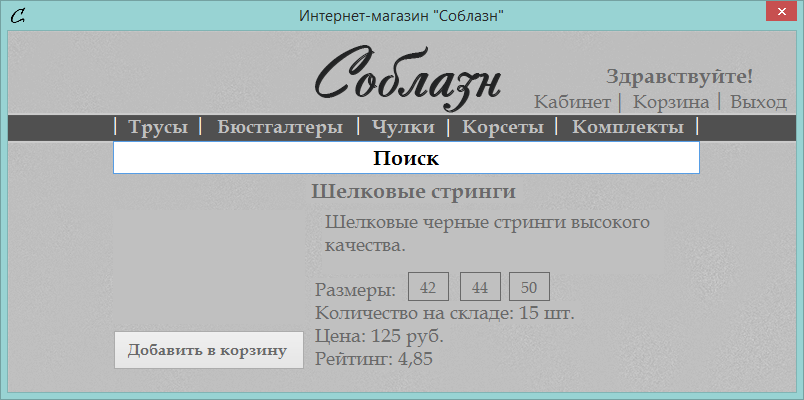 Интернет-магазин "Соблазн"
Соблазн
Здравствуйте!
Кабинет | Корзина | Выход
| Трусы | Бюстгалтеры | Чулки | Корсеты | Комплекты |
Поиск
Шелковые стринги
Шелковые черные стринги высокого
качества.
Размеры: 42 44 50
Количество на складе: 15 шт.
Цена: 125 руб.
Добавить в корзину
Рейтинг: 4,85